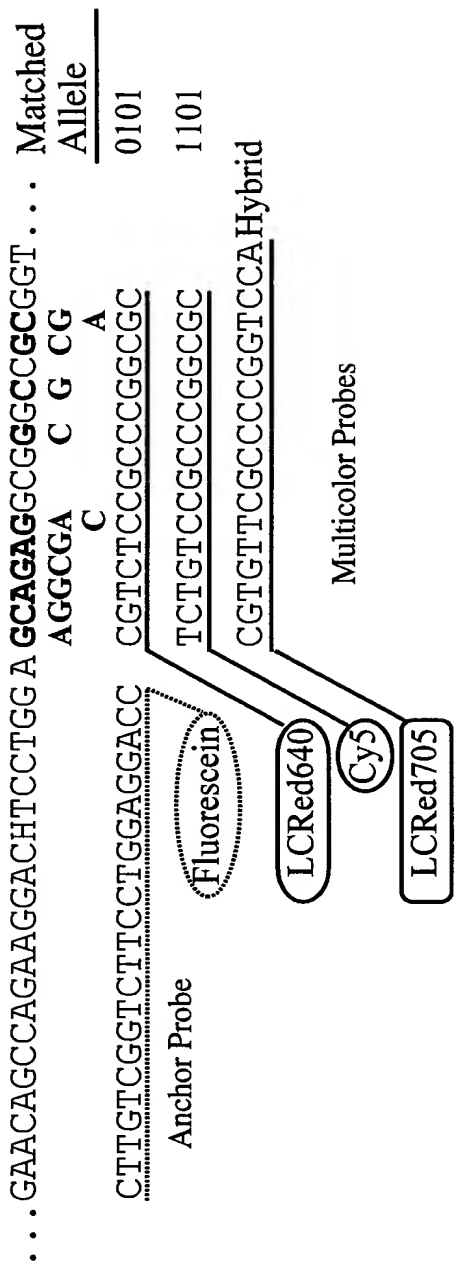 ...GAACAGCCAGAAGGACHTCCTGG A GCAGAGGCGGGCCGCGGT...
Matched
Allele
AGGCGA C G CG
C A
CTTGTCGGTCTTCCTGGAGGACC CGTCTCCGCCCGGCGC 0101
TCTGTCCGCCCGGCGC 1101
CGTGTTCGCCCCGGTCCA Hybrid
Fluorescein
Anchor Probe
LCRed640
Cy5
LCRed705
Multicolor Probes